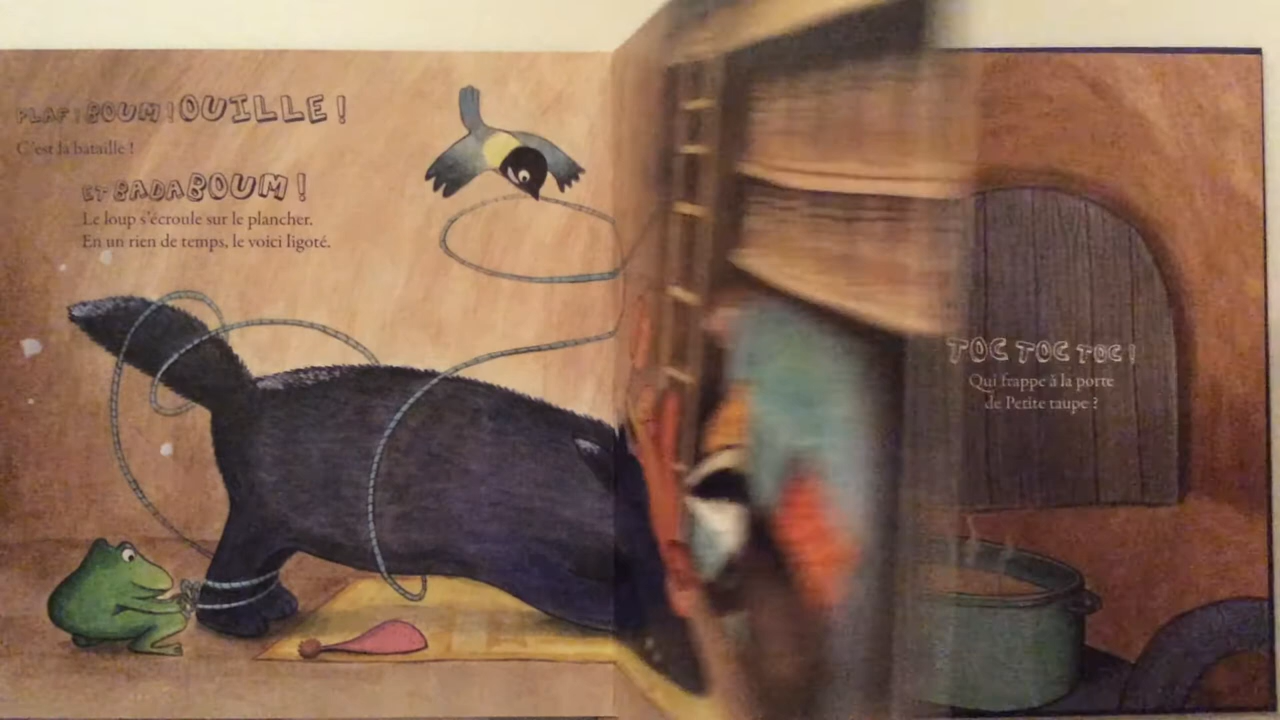 PLAF ! BOUM ! OUILLE !
C'est la bataille !
ET BADABOUM !
Le loup s'écroule sur le plancher.
En un rien de temps, le voici ligoté.
TOC TOC TOC !
Qui frappe à la porte
de Petite taupe ?